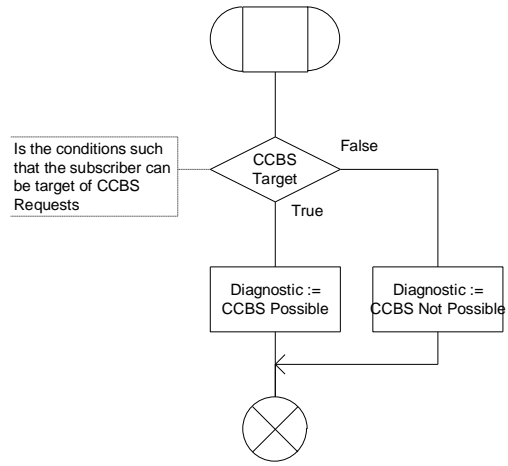 False
Is the conditions such
that the subscriber can
be target of CCBS
Requests
CCBS
Target
True
Diagnostic :=
CCBS Possible
Diagnostic :=
CCBS Not Possible